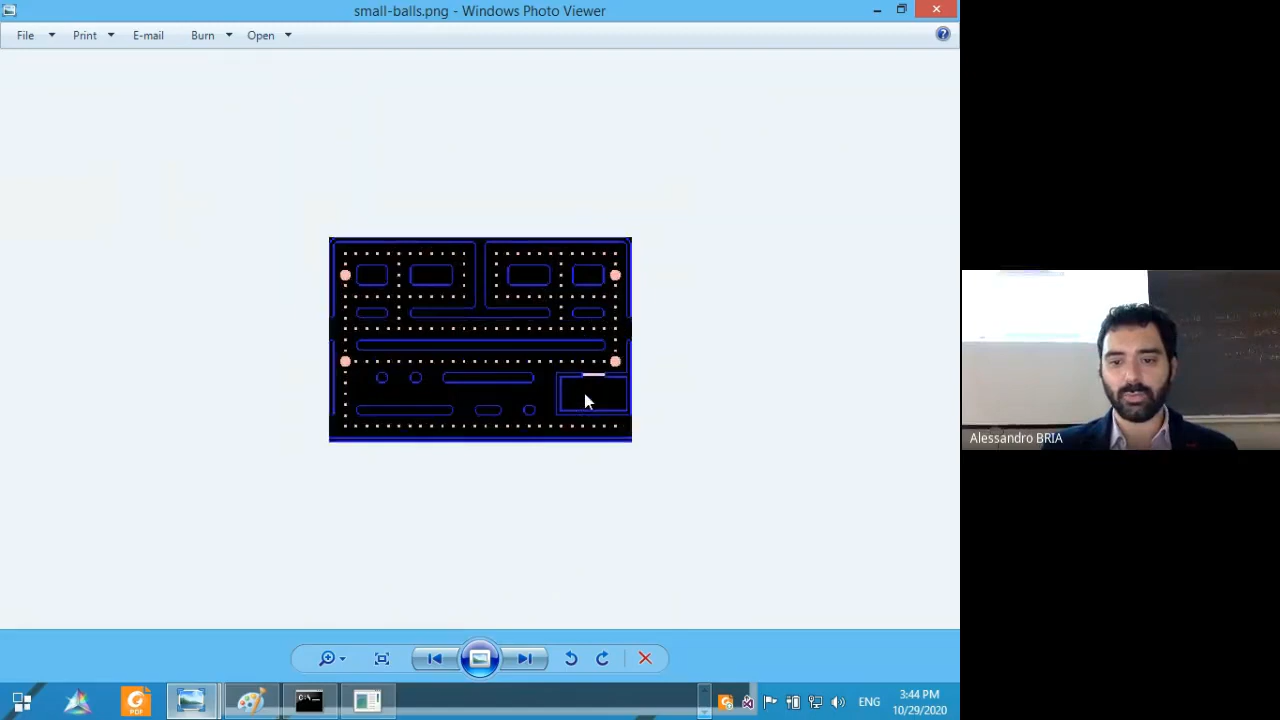 small-balls.png - Windows Photo Viewer
File Print E-mail Burn Open
Alessandro BRIA
PDF
C:\
ENG
3:44 PM
10/29/2020